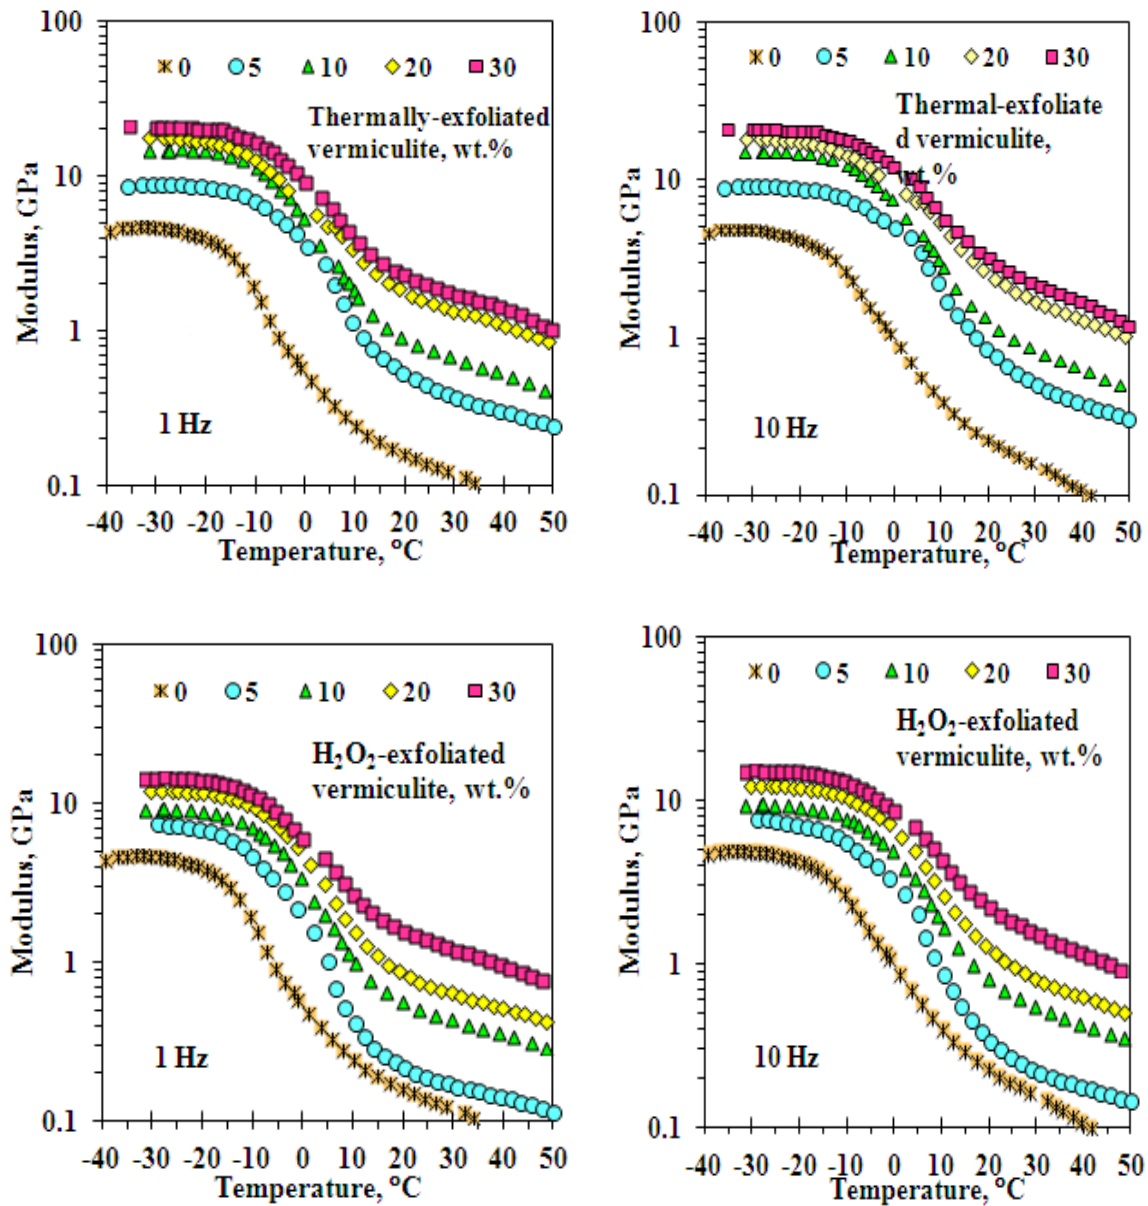 100
0 5 10 20 30
Thermally-exfoliated
vermiculite, wt.%
10
Modulus, GPa
1
1 Hz
0.1
-40 -30 -20 -10 0 10 20 30 40 50
Temperature, °C
100
0 5 10 20 30
Thermal-exfoliate
d vermiculite,
wt.%
10
Modulus, GPa
1
10 Hz
0.1
-40 -30 -20 -10 0 10 20 30 40 50
Temperature, °C
100
0 5 10 20 30
H₂O₂-exfoliated
vermiculite, wt.%
10
Modulus, GPa
1
1 Hz
0.1
-40 -30 -20 -10 0 10 20 30 40 50
Temperature, °C
100
0 5 10 20 30
H₂O₂-exfoliated
vermiculite, wt.%
10
Modulus, GPa
1
10 Hz
0.1
-40 -30 -20 -10 0 10 20 30 40 50
Temperature, °C